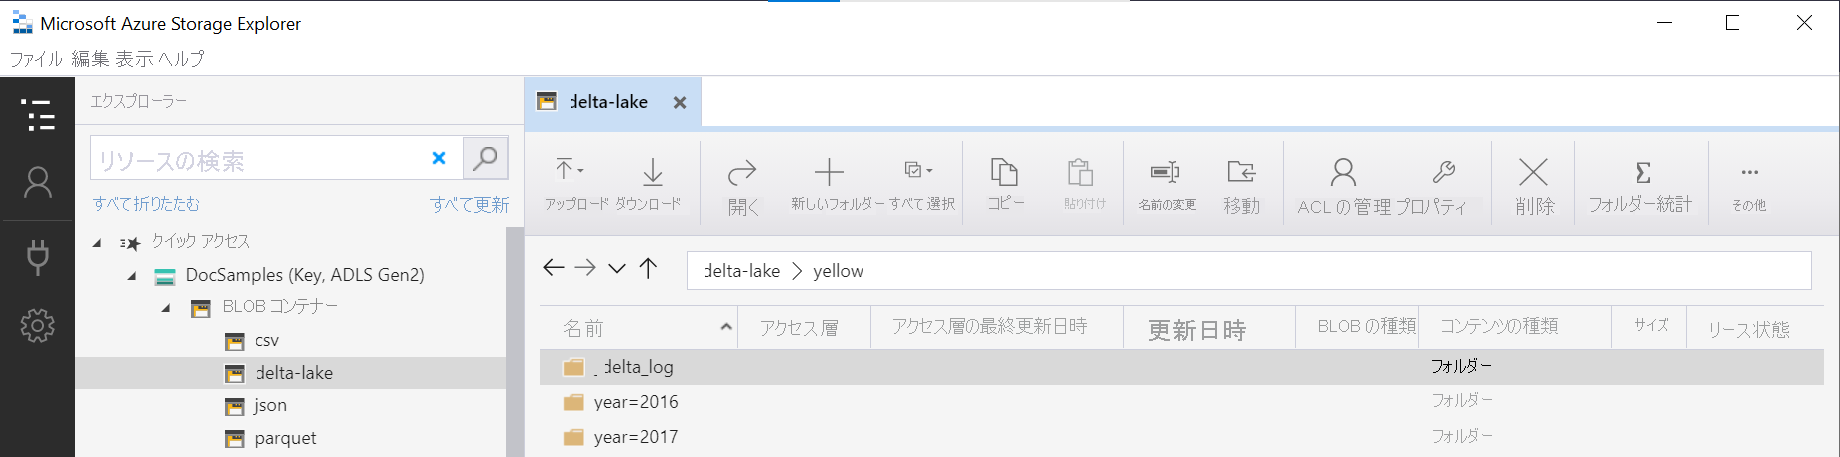 Microsoft Azure Storage Explorer
ファイル 編集 表示 ヘルプ
エクスプローラー
リソースの検索
すべて折りたたむ すべて更新
クイック アクセス
DocSamples (Key, ADLS Gen2)
BLOB コンテナー
csv
delta-lake
json
parquet
delta-lake
アップロード ダウンロード 開く 新しいフォルダー すべて選択 コピー 貼り付け 名前の変更 移動 ACL の管理 プロパティ 削除 フォルダー統計 その他
delta-lake yellow
名前 アクセス層 アクセス層の最終更新日時 更新日時 BLOB の種類 コンテンツの種類 サイズ リース状態
_delta_log フォルダー
year=2016 フォルダー
year=2017 フォルダー